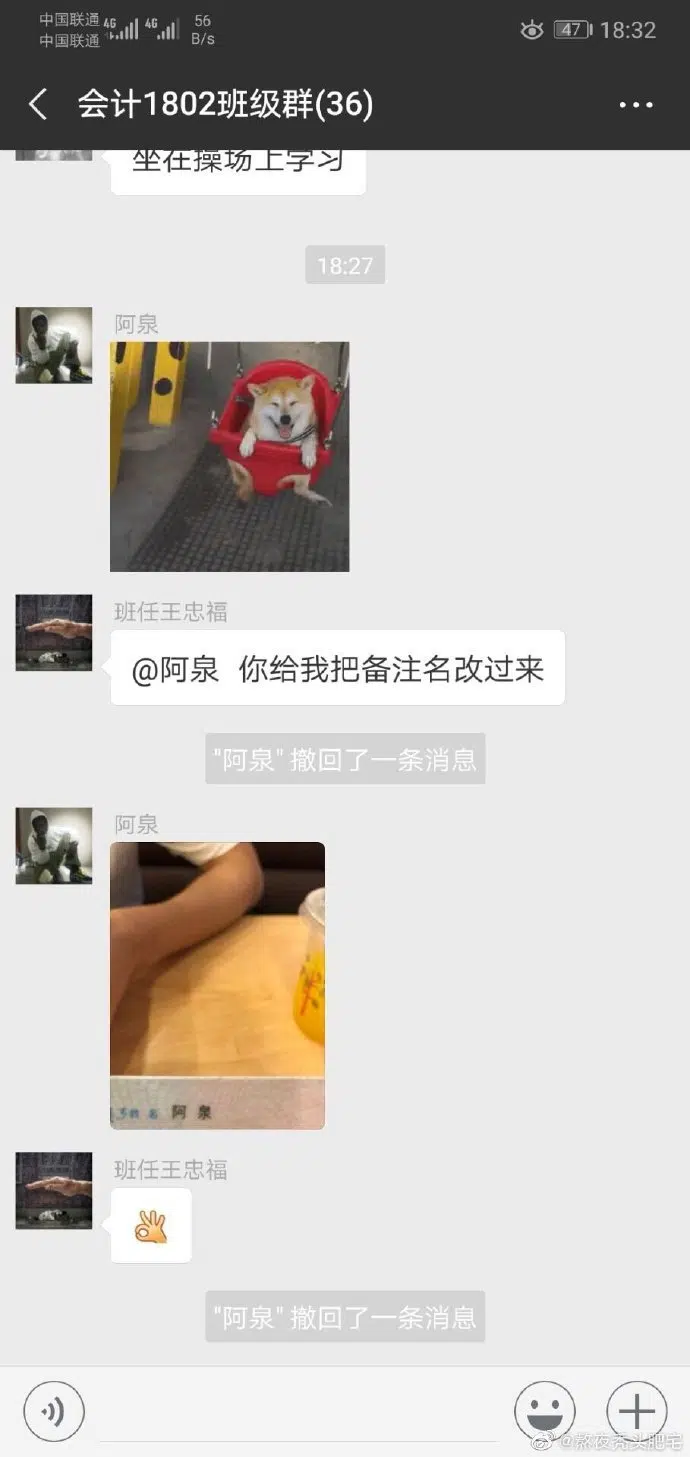 中国联通 4G 4G 56
中国联通 B/s
47 18:32
会计1802班级群(36)
坐在操场上学习
18:27
阿泉
班任王忠福
@阿泉 你给我把备注名改过来
"阿泉" 撤回了一条消息
阿泉
姓名 阿 泉
班任王忠福
"阿泉" 撤回了一条消息
@熬夜秃头肥宅